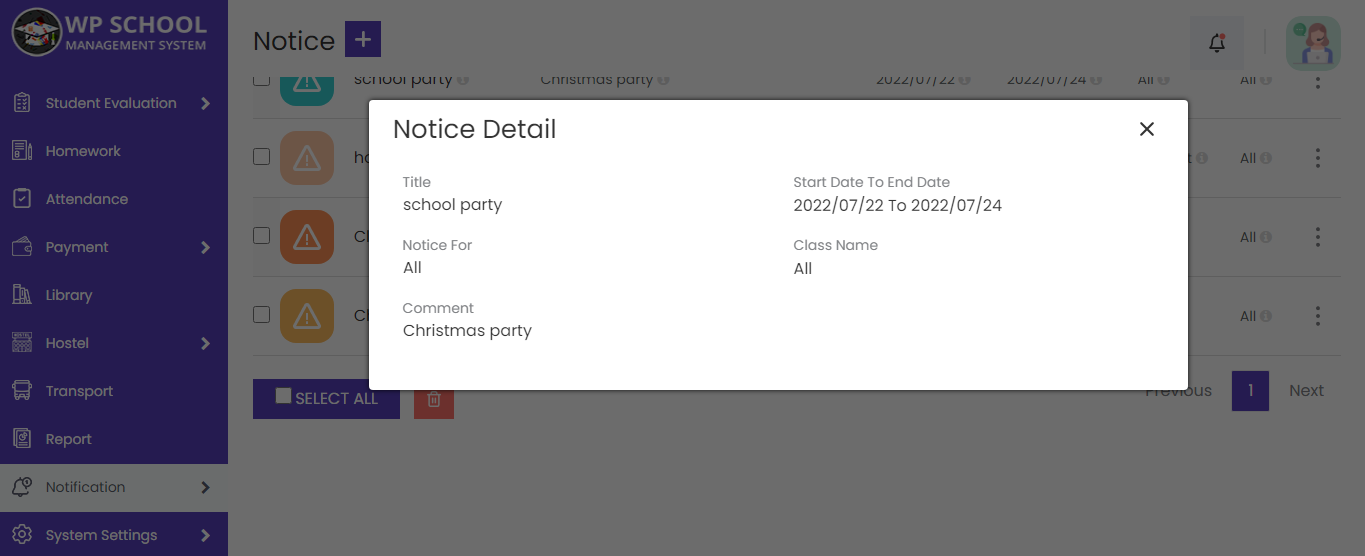 WP SCHOOL
MANAGEMENT SYSTEM
Student Evaluation
Homework
Attendance
Payment
Library
Hostel
Transport
Report
Notification
System Settings
Notice +
school party Christmas party 2022/07/22 2022/07/24 All All
All
All
All
Notice Detail
Title
school party
Start Date To End Date
2022/07/22 To 2022/07/24
Notice For
All
Class Name
All
Comment
Christmas party
SELECT ALL
Previous 1 Next